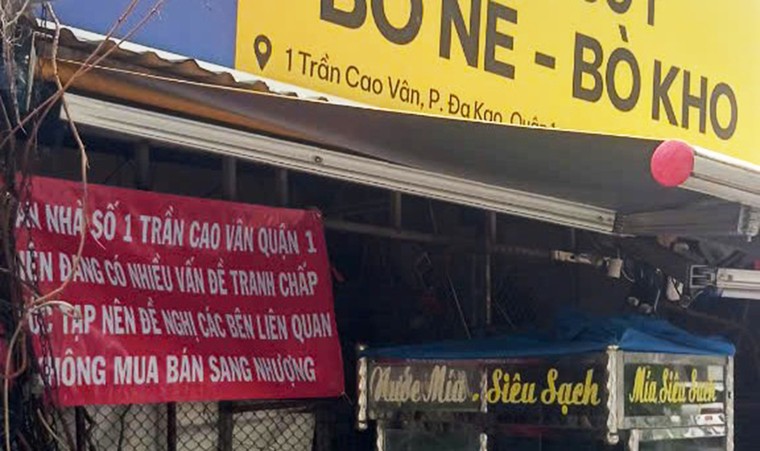 BÒ NÉ - BÒ KHO
1 Trần Cao Vân, P. Đa Kao, Quận 1
NHÀ SỐ 1 TRẦN CAO VÂN QUẬN 1
ĐANG CÓ NHIỀU VẤN ĐỀ TRANH CHẤP
TẠP NÊN ĐỀ NGHỊ CÁC BÊN LIÊN QUAN
KHÔNG MUA BÁN SANG NHƯỢNG
Nước Mía . Siêu Sạch
Mía Siêu Sạch